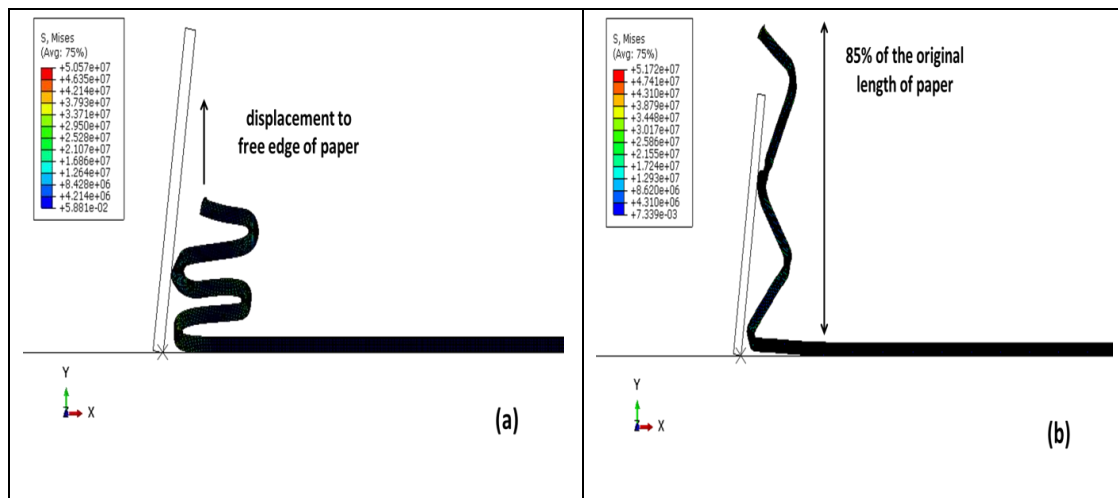 S, Mises
(Avg: 75%)
+5.057e+07
+4.635e+07
+4.214e+07
+3.793e+07
+3.371e+07
+2.950e+07
+2.528e+07
+2.107e+07
+1.686e+07
+1.264e+07
+8.428e+06
+4.214e+06
+5.881e-02
displacement to
free edge of paper
Y
Z
X
(a)
S, Mises
(Avg: 75%)
+5.172e+07
+4.741e+07
+4.310e+07
+3.879e+07
+3.448e+07
+3.017e+07
+2.586e+07
+2.155e+07
+1.724e+07
+1.293e+07
+8.620e+06
+4.310e+06
+7.339e-03
85% of the original
length of paper
Y
Z
X
(b)